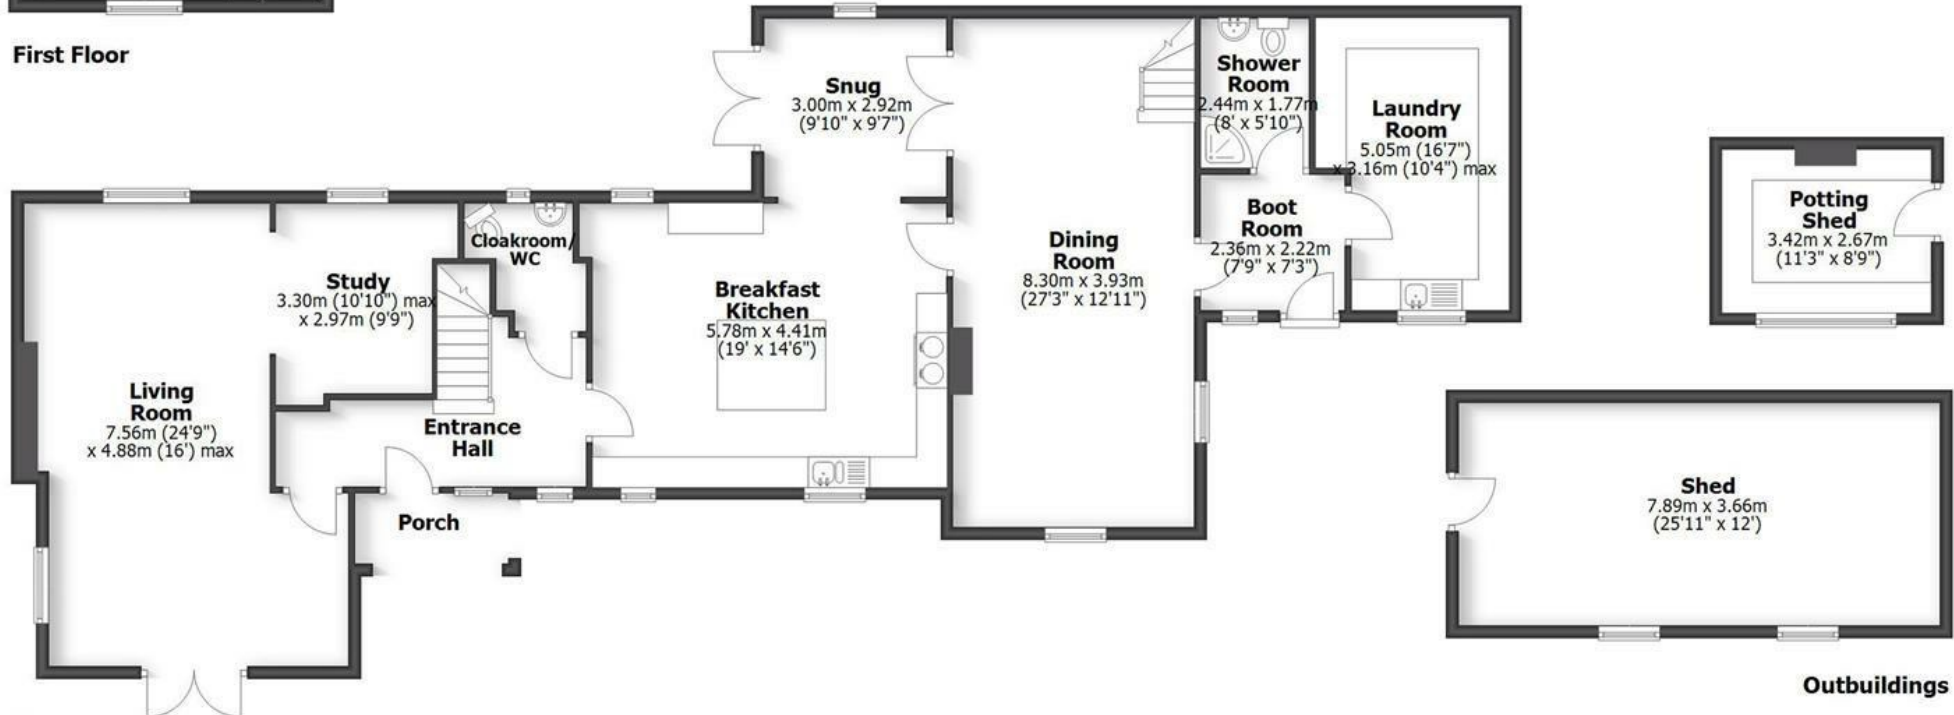 First Floor
Snug
3.00m x 2.92m
(9'10" x 9'7")
Shower
Room
2.44m x 1.77m
(8' x 5'10")
Laundry
Room
5.05m (16'7")
x 3.16m (10'4") max
Potting
Shed
3.42m x 2.67m
(11'3" x 8'9")
Boot
Room
2.36m x 2.22m
(7'9" x 7'3")
Dining
Room
8.30m x 3.93m
(27'3" x 12'11")
Cloakroom/
WC
Study
3.30m (10'10") max
x 2.97m (9'9")
Breakfast
Kitchen
5.78m x 4.41m
(19' x 14'6")
Living
Room
7.56m (24'9")
x 4.88m (16') max
Entrance
Hall
Porch
Shed
7.89m x 3.66m
(25'11" x 12')
Outbuildings